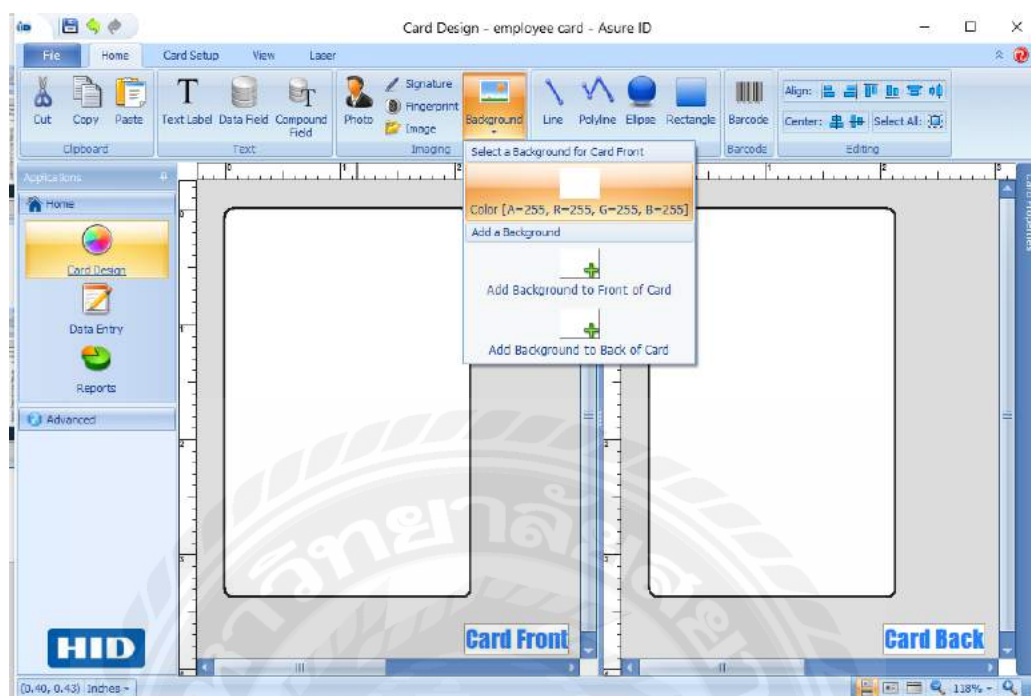 Card Design - employee card - Asure ID
File Home Card Setup View Laser
Cut Copy Paste
Clipboard
Text Label Data Field Compound Field
Text
Photo Signature Fingerprint Image Background
Imaging
Line Polyline Ellipse Rectangle
Barcode
Barcode
Align:
Center: Select All:
Editing
Select a Background for Card Front
Color [A=255, R=255, G=255, B=255]
Add a Background
Add Background to Front of Card
Add Background to Back of Card
Applications
Home
Card Design
Data Entry
Reports
Advanced
HID
Card Front
Card Back
(0.40, 0.43) Inches
118%